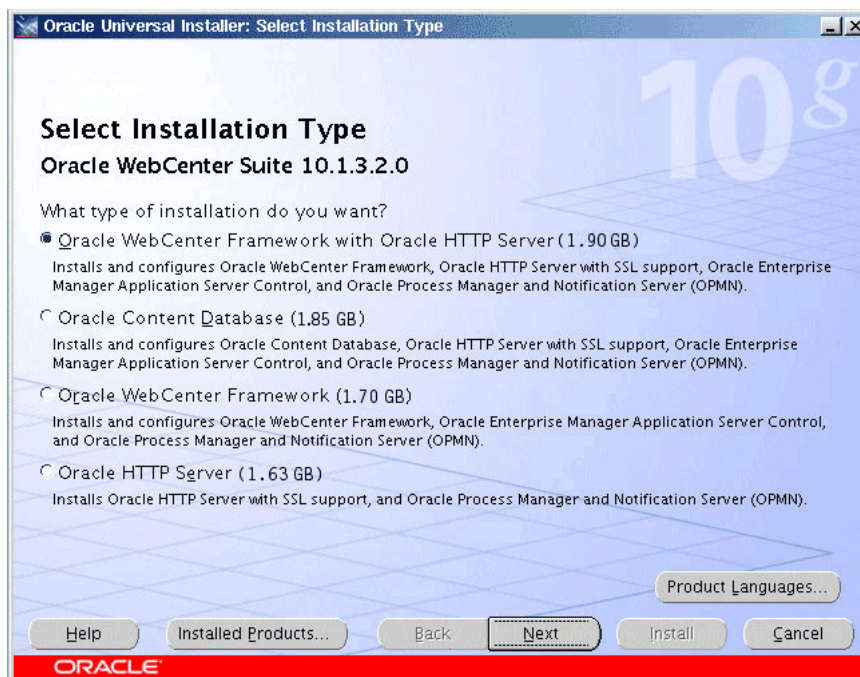 Oracle Universal Installer: Select Installation Type
10g
Select Installation Type
Oracle WebCenter Suite 10.1.3.2.0
What type of installation do you want?
Oracle WebCenter Framework with Oracle HTTP Server (1.90 GB)
Installs and configures Oracle WebCenter Framework, Oracle HTTP Server with SSL support, Oracle Enterprise
Manager Application Server Control, and Oracle Process Manager and Notification Server (OPMN).
Oracle Content Database (1.85 GB)
Installs and configures Oracle Content Database, Oracle HTTP Server with SSL support, Oracle Enterprise
Manager Application Server Control, and Oracle Process Manager and Notification Server (OPMN).
Oracle WebCenter Framework (1.70 GB)
Installs and configures Oracle WebCenter Framework, Oracle Enterprise Manager Application Server Control,
and Oracle Process Manager and Notification Server (OPMN).
Oracle HTTP Server (1.63 GB)
Installs Oracle HTTP Server with SSL support, and Oracle Process Manager and Notification Server (OPMN).
Product Languages...
Help Installed Products... Back Next Install Cancel
ORACLE